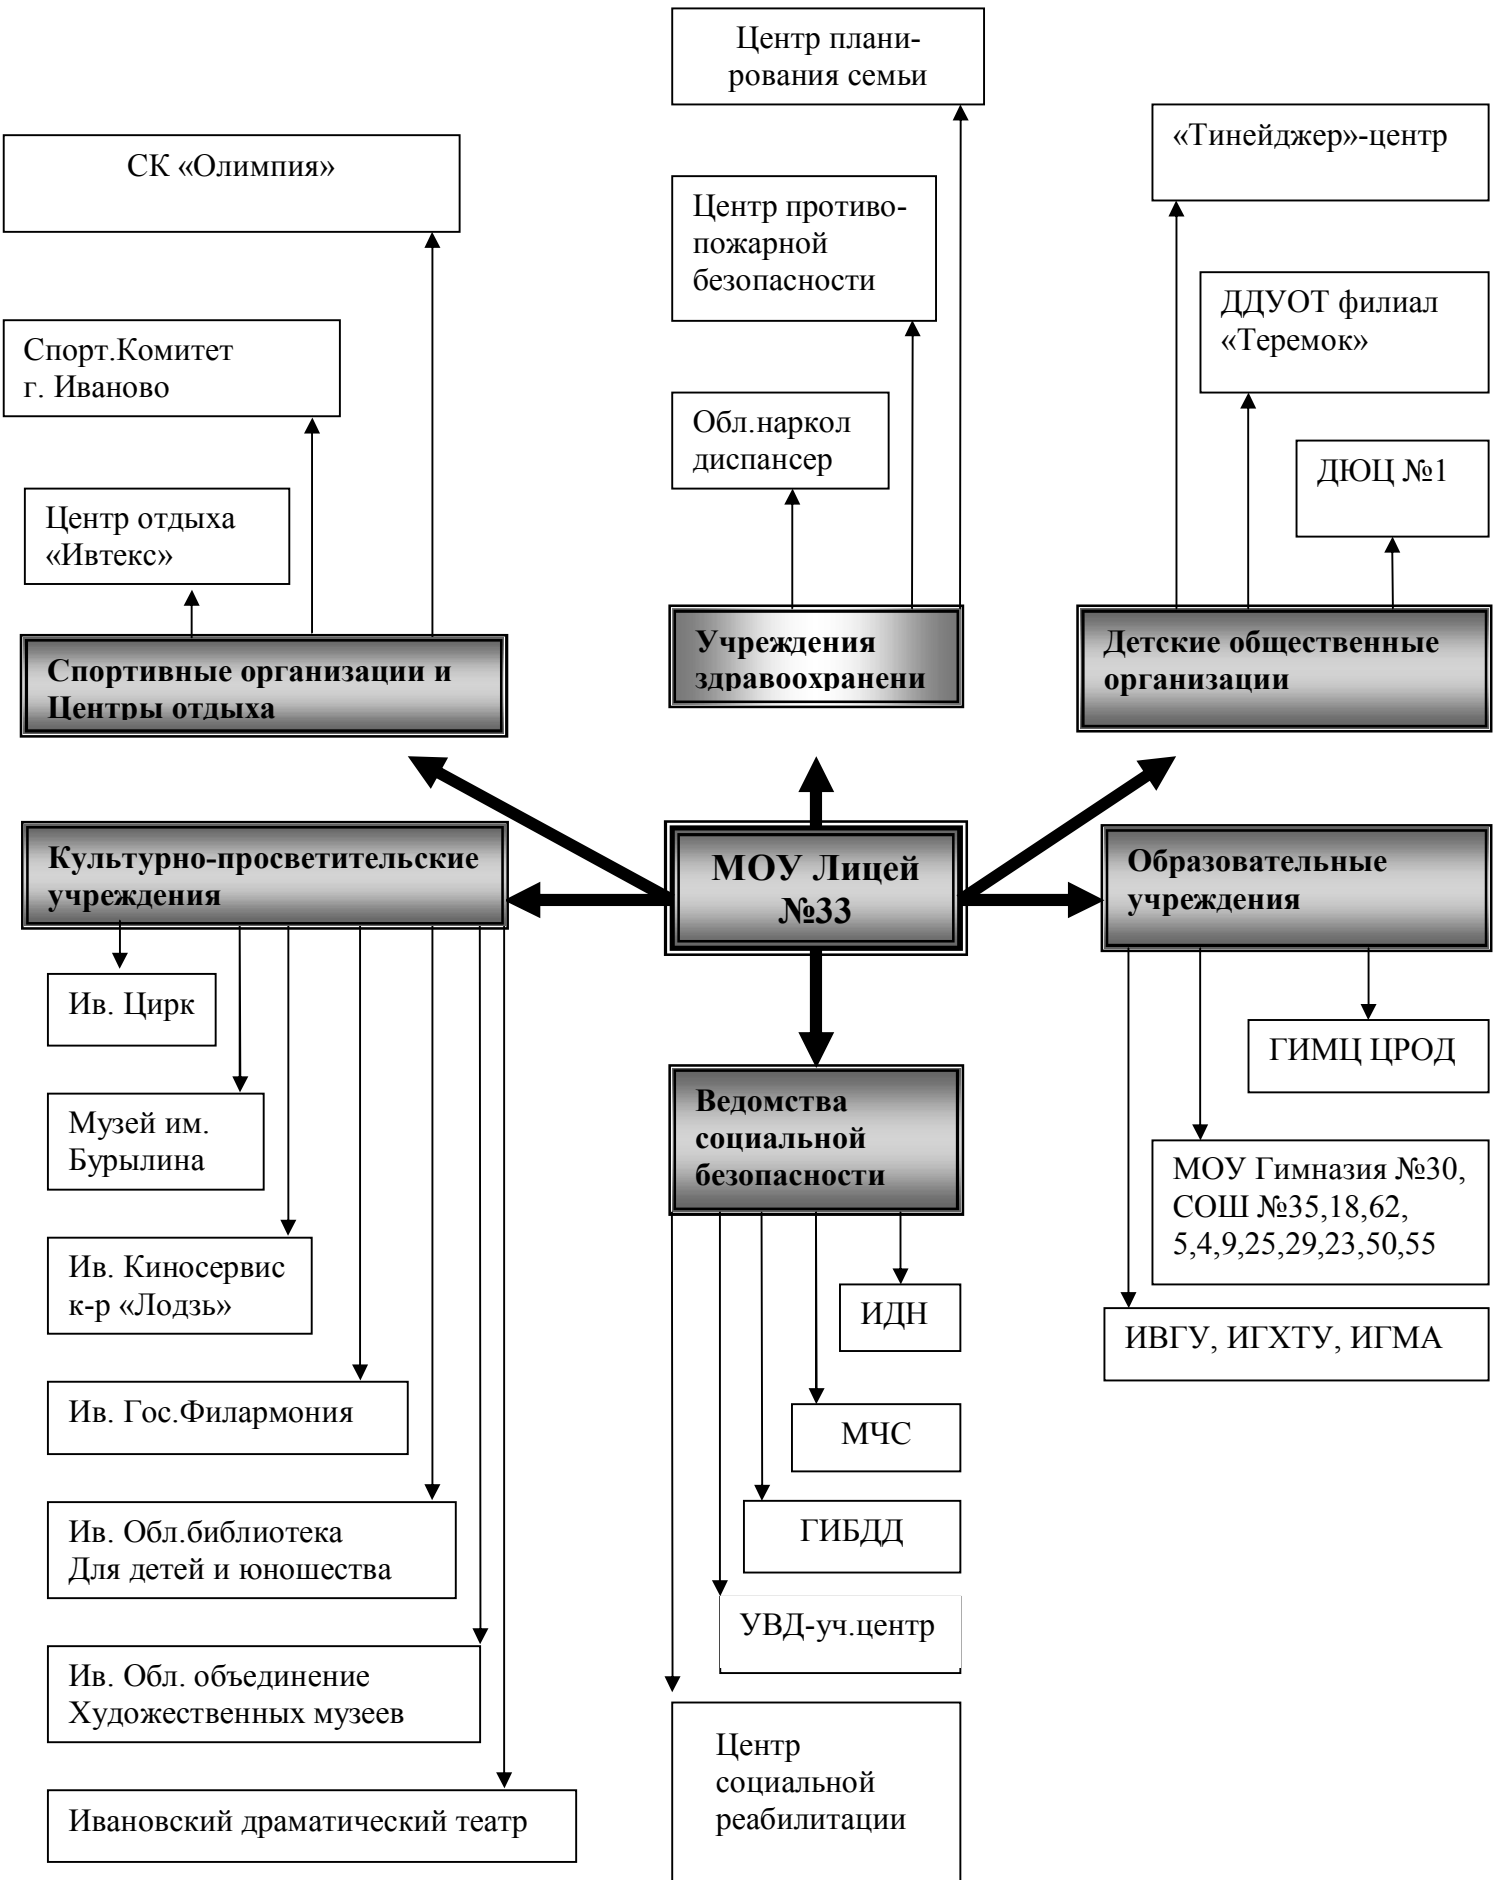 Центр плани-
рования семьи
«Тинейджер»-центр
СК «Олимпия»
Центр противо-
пожарной
безопасности
ДДУОТ филиал
«Теремок»
Спорт.Комитет
г. Иваново
Обл.наркол
диспансер
ДЮЦ №1
Центр отдыха
«Ивтекс»
Спортивные организации и
Центры отдыха
Учреждения
здравоохранени
Детские общественные
организации
Культурно-просветительские
учреждения
МОУ Лицей
№33
Образовательные
учреждения
Ив. Цирк
Музей им.
Бурылина
Ив. Киносервис
к-р «Лодзь»
Ив. Гос.Филармония
Ив. Обл.библиотека
Для детей и юношества
Ив. Обл. объединение
Художественных музеев
Ивановский драматический театр
Ведомства
социальной
безопасности
ИДН
МЧС
ГИБДД
УВД-уч.центр
Центр
социальной
реабилитации
ГИМЦ ЦРОД
МОУ Гимназия №30,
СОШ №35,18,62,
5,4,9,25,29,23,50,55
ИВГУ, ИГХТУ, ИГМА